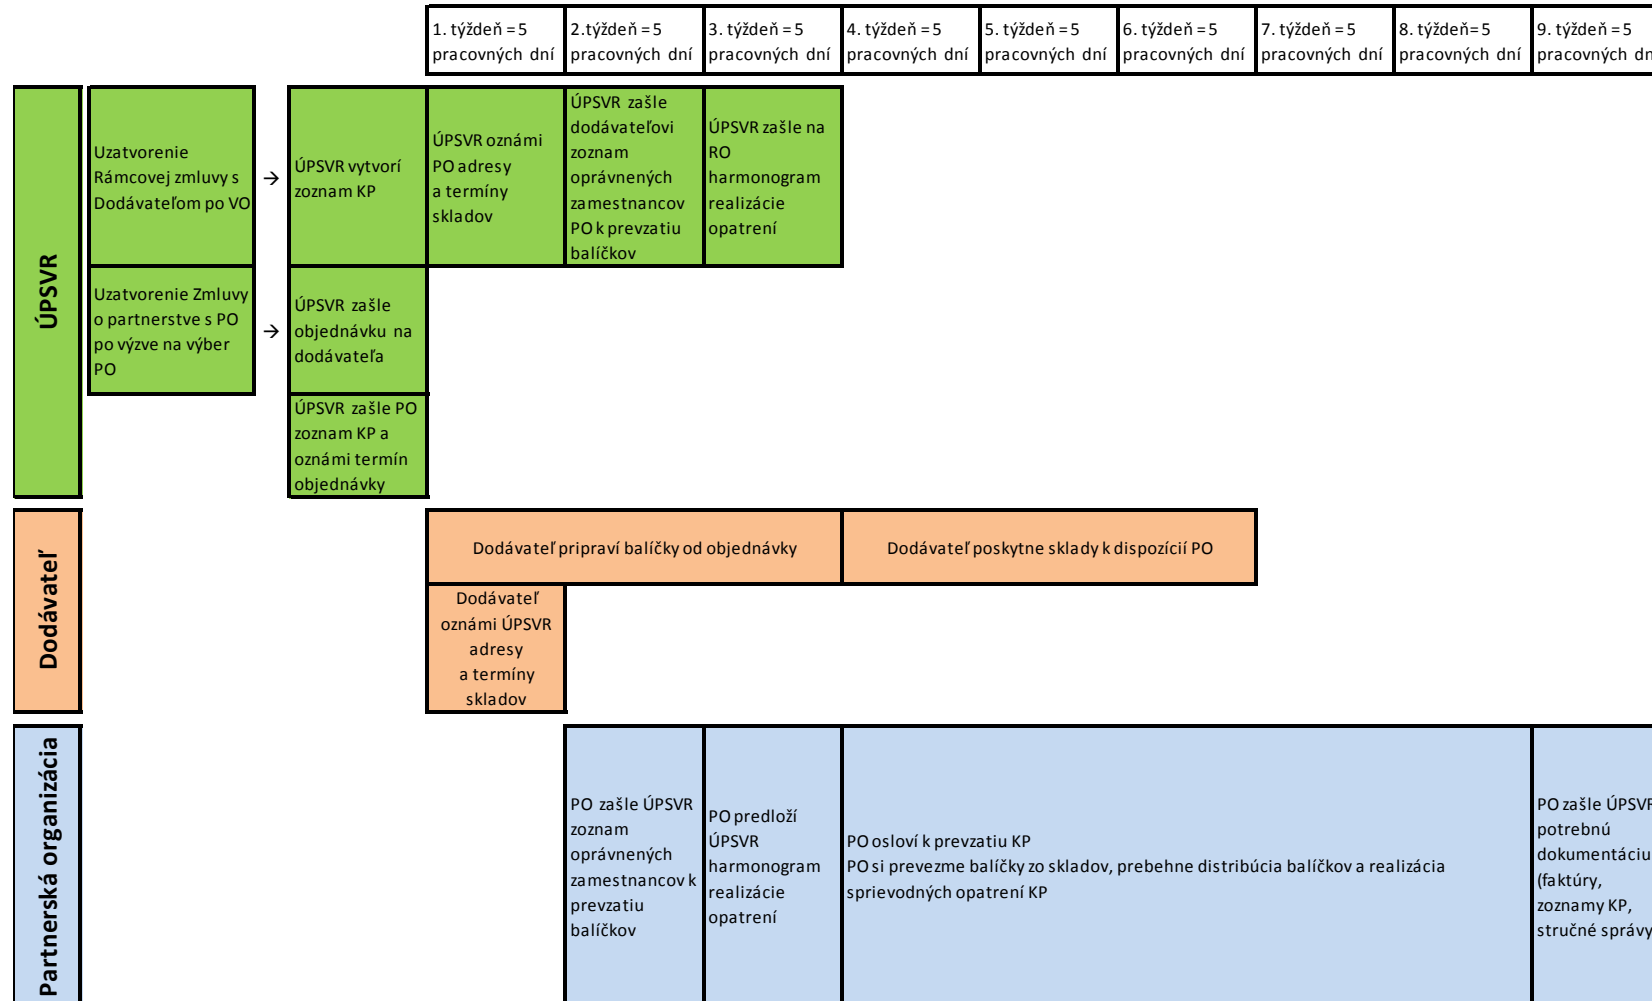 1. týždeň = 5
pracovných dní
2.týždeň = 5
pracovných dní
3. týždeň = 5
pracovných dní
4. týždeň = 5
pracovných dní
5. týždeň = 5
pracovných dní
6. týždeň = 5
pracovných dní
7. týždeň = 5
pracovných dní
8. týždeň= 5
pracovných dní
9. týždeň = 5
pracovných dn
ÚPSVR
Uzatvorenie
Rámcovej zmluvy s
Dodávateľom po VO
→
ÚPSVR vytvorí
zoznam KP
ÚPSVR oznámi
PO adresy
a termíny
skladov
ÚPSVR zašle
dodávateľovi
zoznam
oprávnených
zamestnancov
PO k prevzatiu
balíčkov
ÚPSVR zašle na
RO
harmonogram
realizácie
opatrení
Uzatvorenie Zmluvy
o partnerstve s PO
po výzve na výber
PO
→
ÚPSVR zašle
objednávku na
dodávateľa
ÚPSVR zašle PO
zoznam KP a
oznámi termín
objednávky
Dodávateľ
Dodávateľ pripraví balíčky od objednávky
Dodávateľ poskytne sklady k dispozícií PO
Dodávateľ
oznámi ÚPSVR
adresy
a termíny
skladov
Partnerská organizácia
PO zašle ÚPSVR
zoznam
oprávnených
zamestnancov k
prevzatiu
balíčkov
PO predloží
ÚPSVR
harmonogram
realizácie
opatrení
PO osloví k prevzatiu KP
PO si prevezme balíčky zo skladov, prebehne distribúcia balíčkov a realizácia
sprievodných opatrení KP
PO zašle ÚPSVR
potrebnú
dokumentáciu
(faktúry,
zoznamy KP,
stručné správy